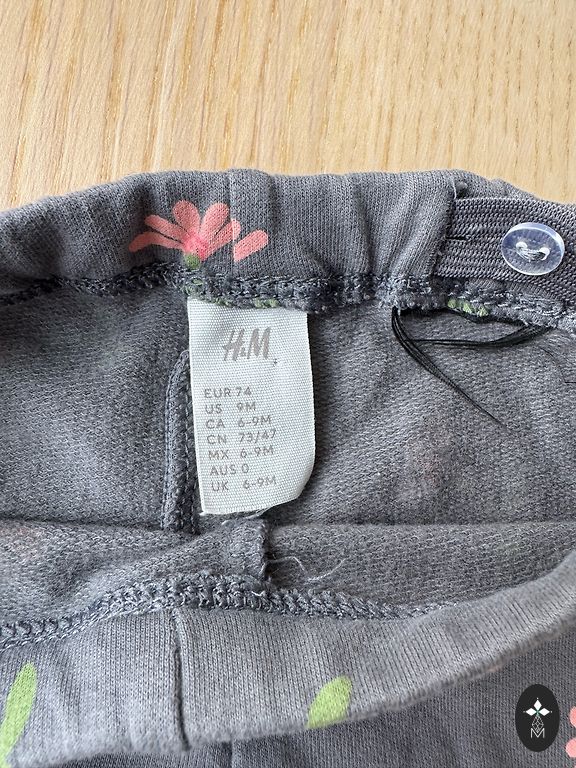 H&M
EUR 74
US 9M
CA 6-9M
CN 73/47
MX 6-9M
AUS 0
UK 6-9M
M